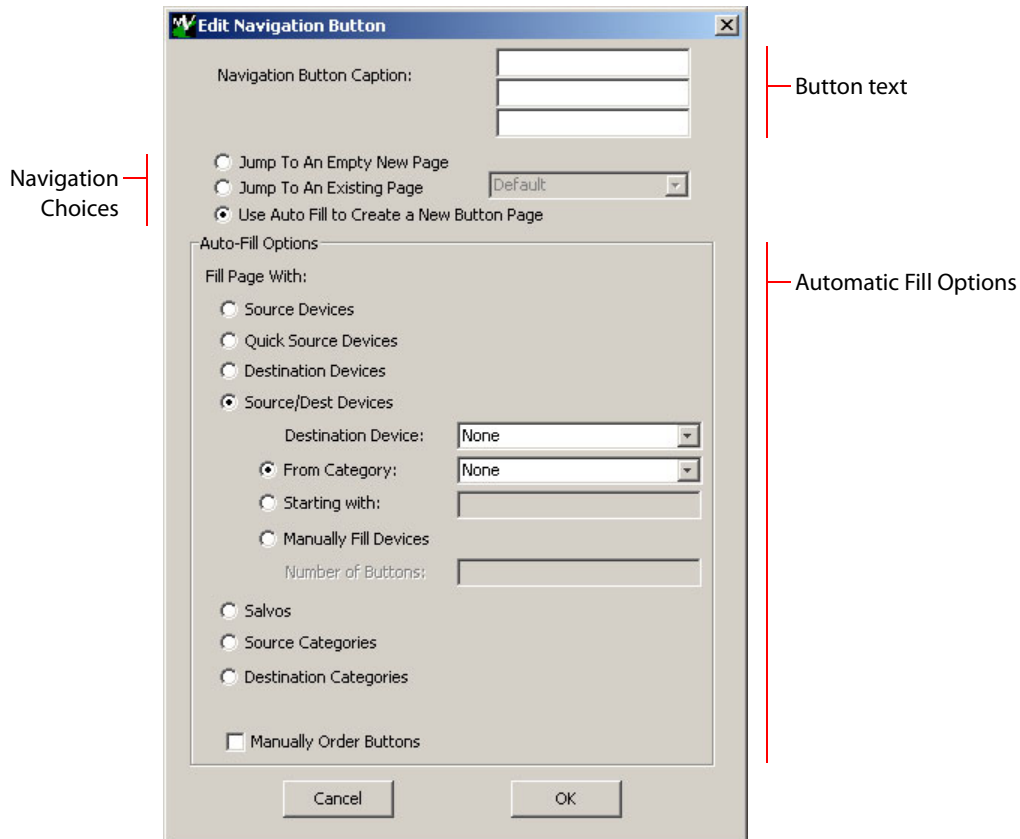 Edit Navigation Button
Navigation Button Caption:
Button text
Navigation
Choices
Jump To An Empty New Page
Jump To An Existing Page
Default
Use Auto Fill to Create a New Button Page
Auto-Fill Options
Automatic Fill Options
Fill Page With:
Source Devices
Quick Source Devices
Destination Devices
Source/Dest Devices
Destination Device:
None
From Category:
None
Starting with:
Manually Fill Devices
Number of Buttons:
Salvos
Source Categories
Destination Categories
Manually Order Buttons
Cancel
OK